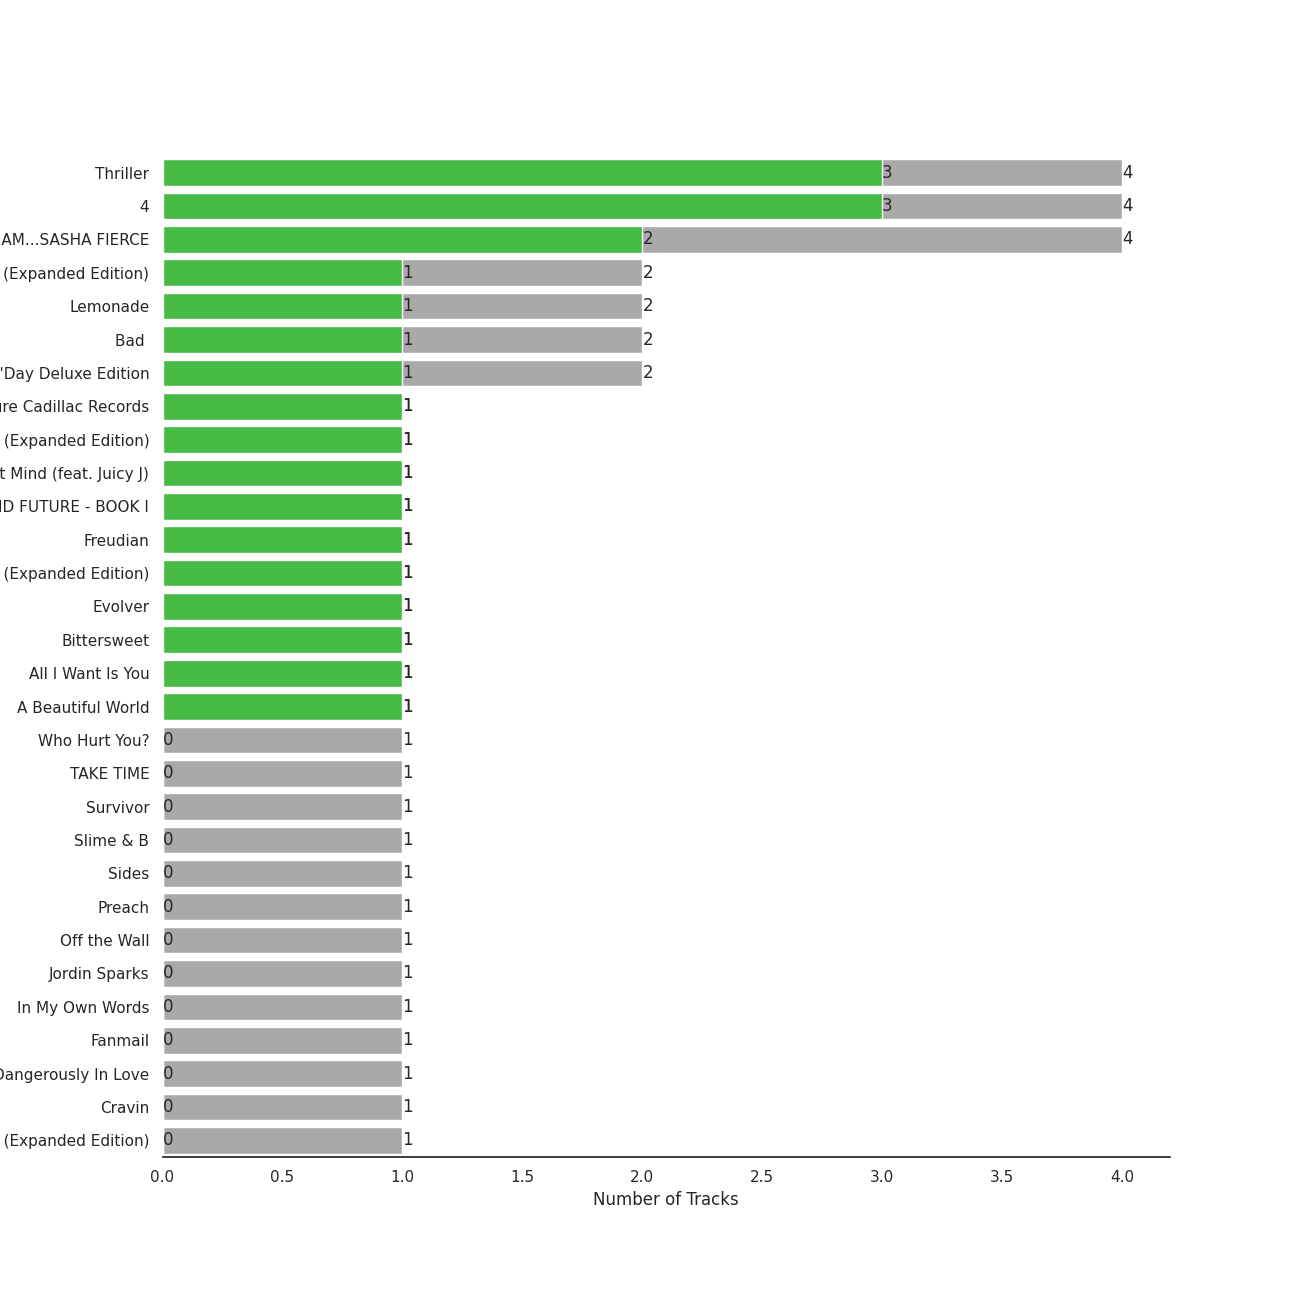 Thriller 3 4
4 3 4
AM...SASHA FIERCE 2 4
(Expanded Edition) 1 2
Lemonade 1 2
Bad 1 2
'Day Deluxe Edition 1 2
re Cadillac Records 1
(Expanded Edition) 1
t Mind (feat. Juicy J) 1
D FUTURE - BOOK I 1
Freudian 1
(Expanded Edition) 1
Evolver 1
Bittersweet 1
All I Want Is You 1
A Beautiful World 1
Who Hurt You? 0 1
TAKE TIME 0 1
Survivor 0 1
Slime & B 0 1
Sides 0 1
Preach 0 1
Off the Wall 0 1
Jordin Sparks 0 1
In My Own Words 0 1
Fanmail 0 1
Dangerously In Love 0 1
Cravin 0 1
(Expanded Edition) 0 1
0.0 0.5 1.0 1.5 2.0 2.5 3.0 3.5 4.0
Number of Tracks